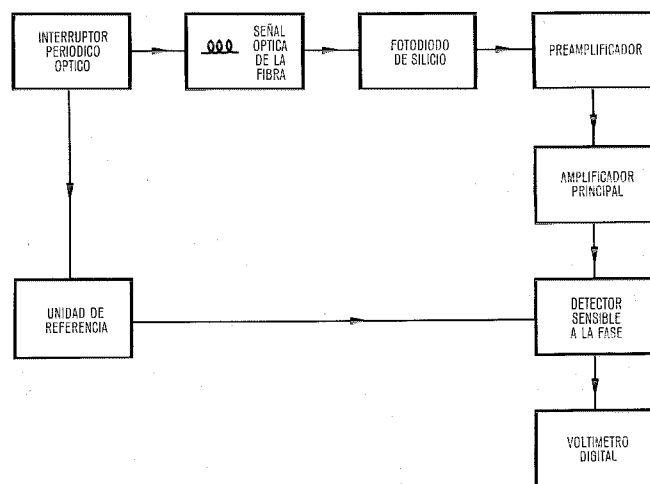 INTERRUPTOR
PERIODICO
OPTICO
SEÑAL
OPTICA
DE LA
FIBRA
FOTODIODO
DE SILICIO
PREAMPLIFICADOR
AMPLIFICADOR
PRINCIPAL
UNIDAD DE
REFERENCIA
DETECTOR
SENSIBLE
A LA FASE
VOLTIMETRO
DIGITAL